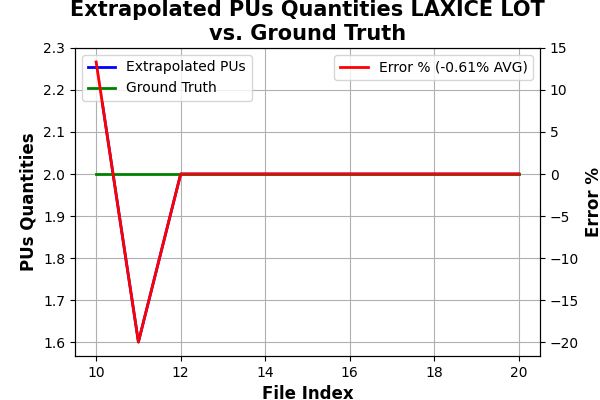 Extrapolated PUs Quantities LAXICE LOT
vs. Ground Truth
Extrapolated PUs
Ground Truth
Error % (-0.61% AVG)
PUs Quantities
2.3
2.2
2.1
2.0
1.9
1.8
1.7
1.6
15
10
5
0
−5
−10
−15
−20
Error %
10
12
14
16
18
20
File Index